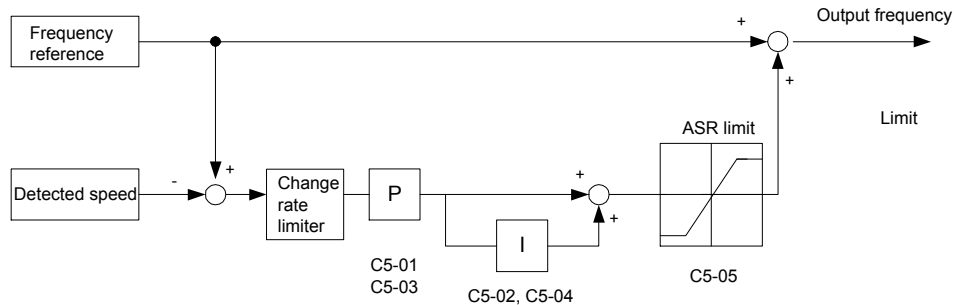 Output frequency
+
Frequency
reference
+
Limit
ASR limit
+
Detected speed
-
Change
rate
limiter
P
+
I
+
C5-01
C5-03
C5-02, C5-04
C5-05